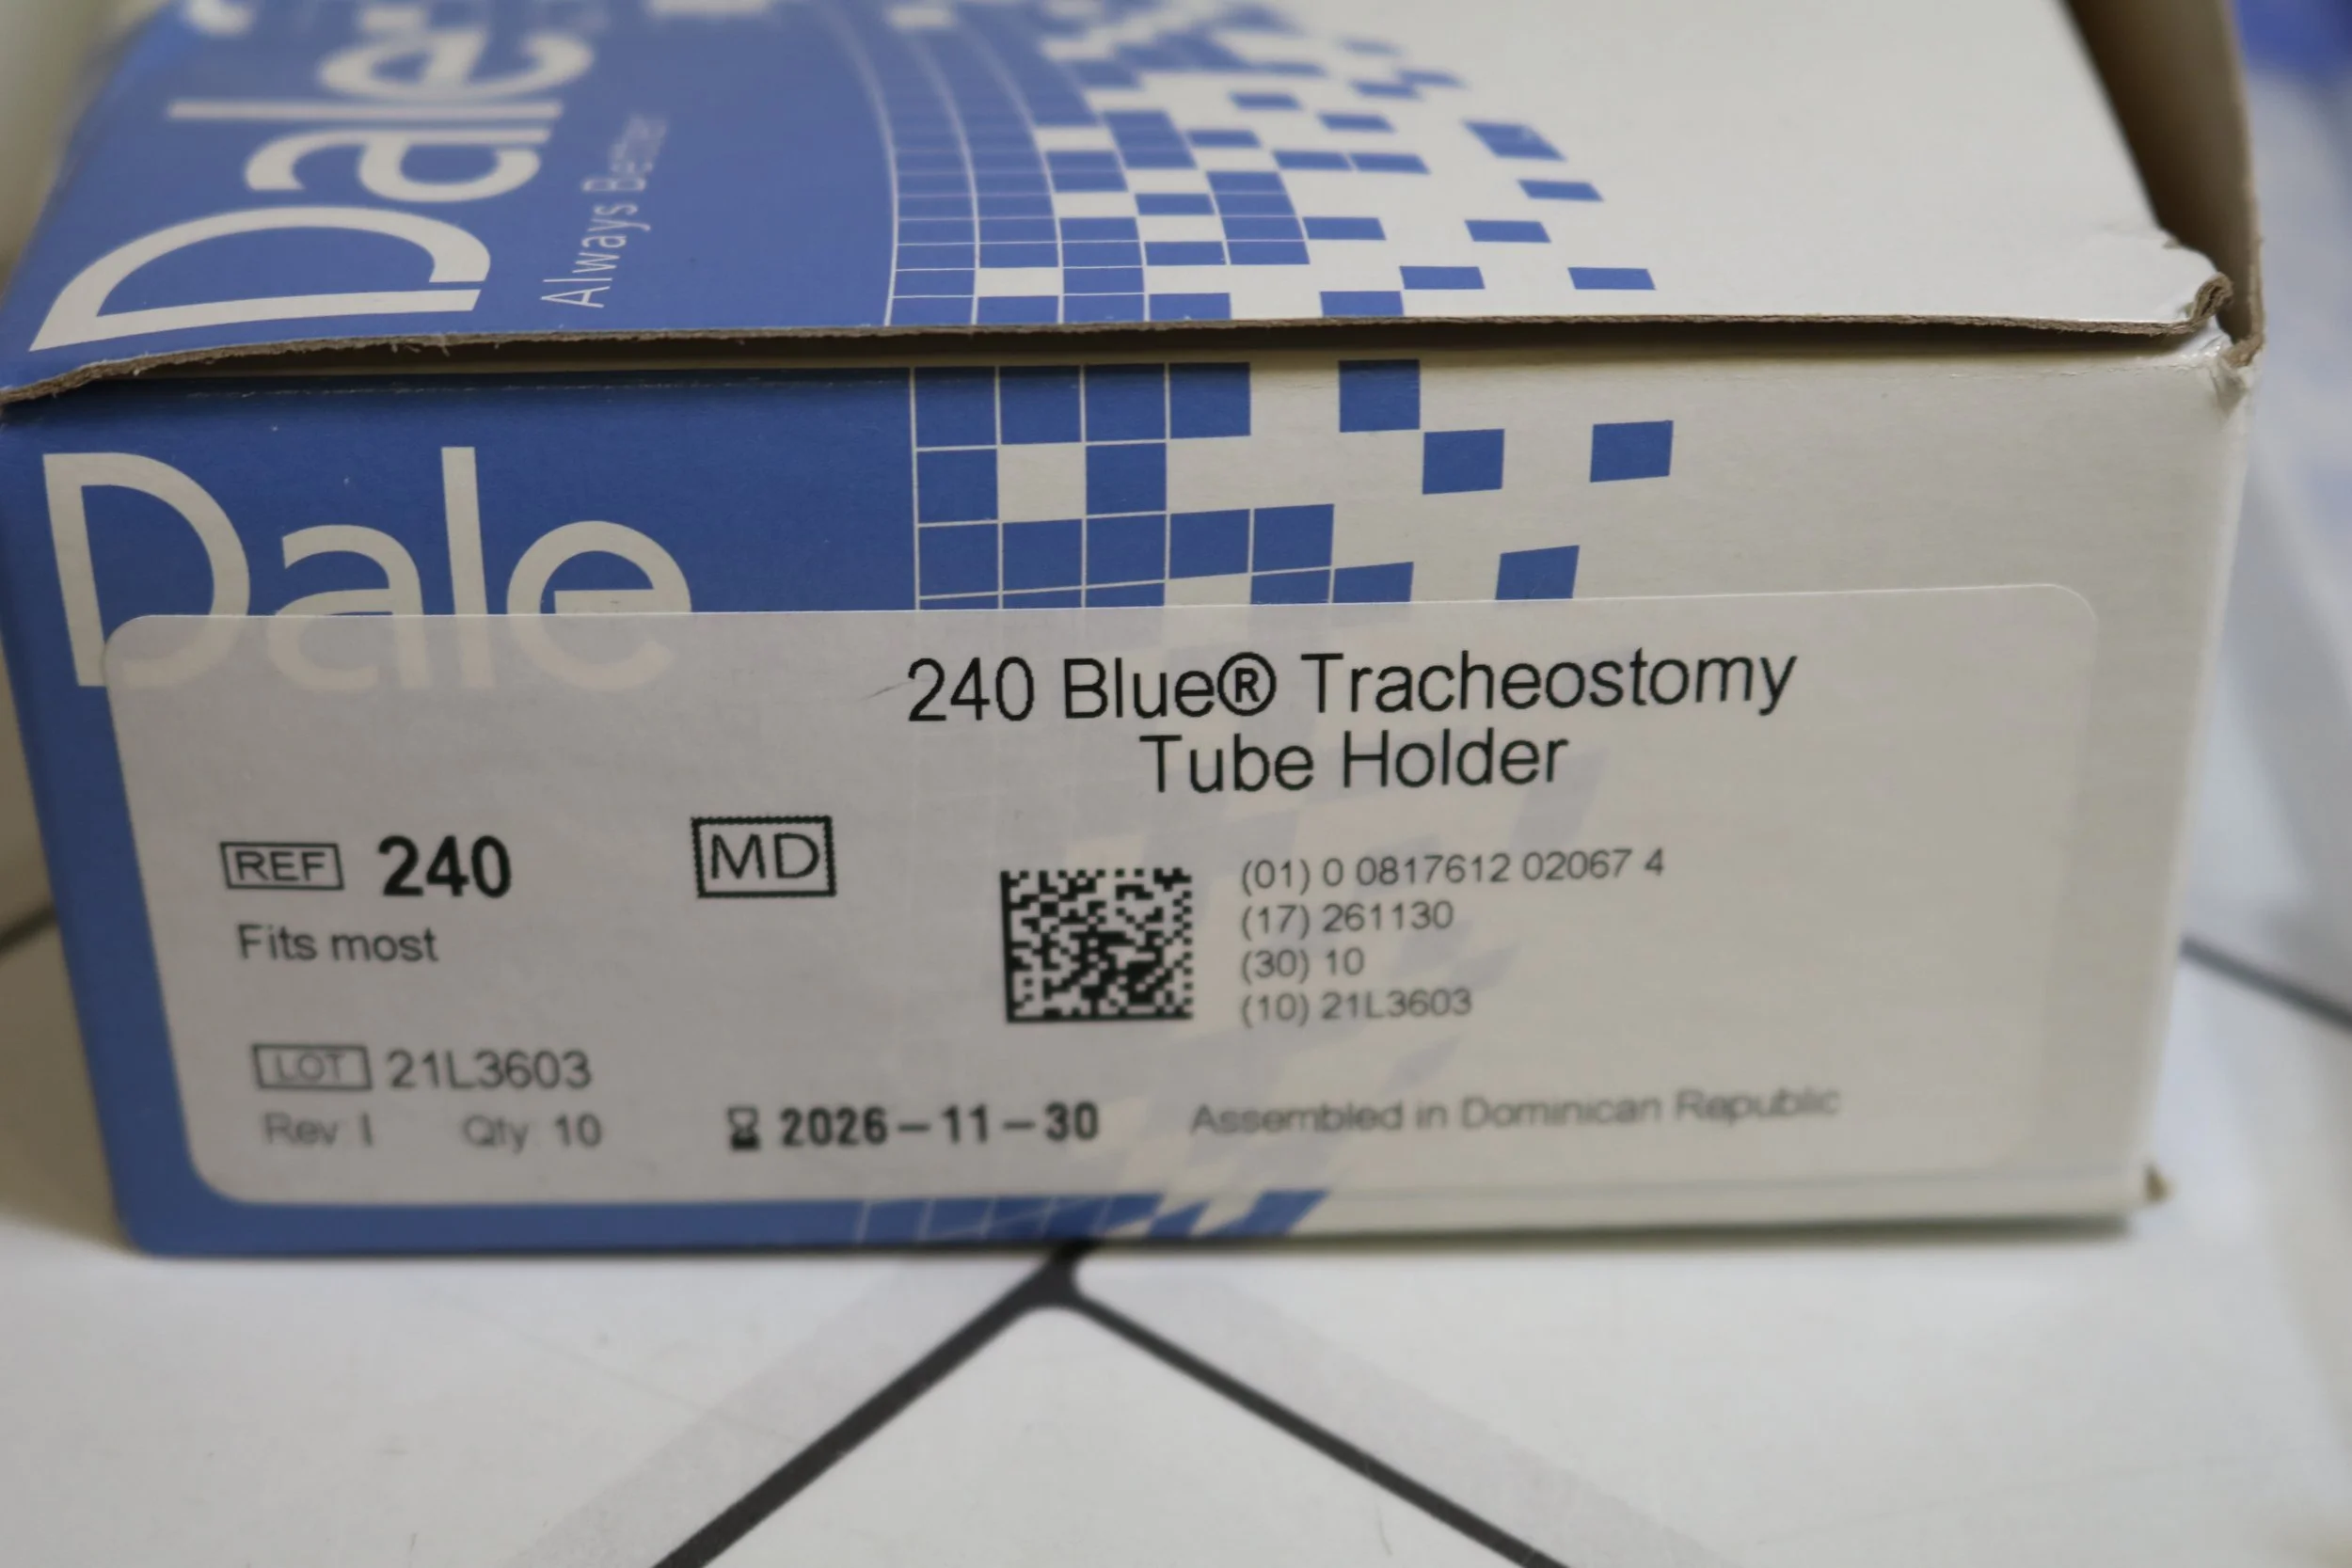 Dale
Always Better
Dale
240 Blue® Tracheostomy
Tube Holder
REF 240
MD
Fits most
(01) 0 0817612 02067 4
(17) 261130
(30) 10
(10) 21L3603
LOT 21L3603
Rev I Qty 10
2026-11-30
Assembled in Dominican Republic